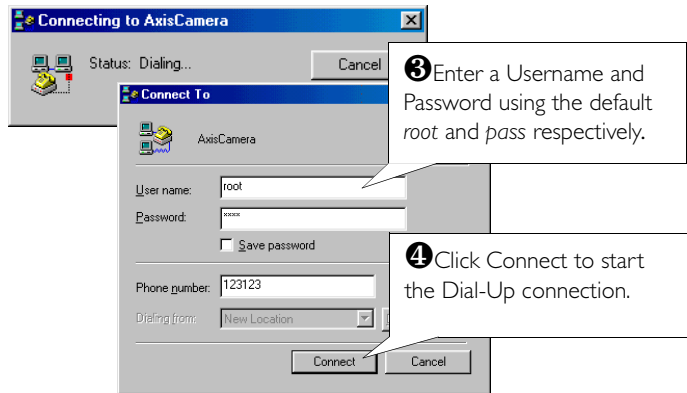 Connecting to AxisCamera
Status: Dialing...
Cancel
❸Enter a Username and
Password using the default
root and pass respectively.
Connect To
AxisCamera
User name:
root
Password:
xxxx
Save password
❹Click Connect to start
the Dial-Up connection.
Phone number:
123123
Dialing from:
New Location
Connect
Cancel